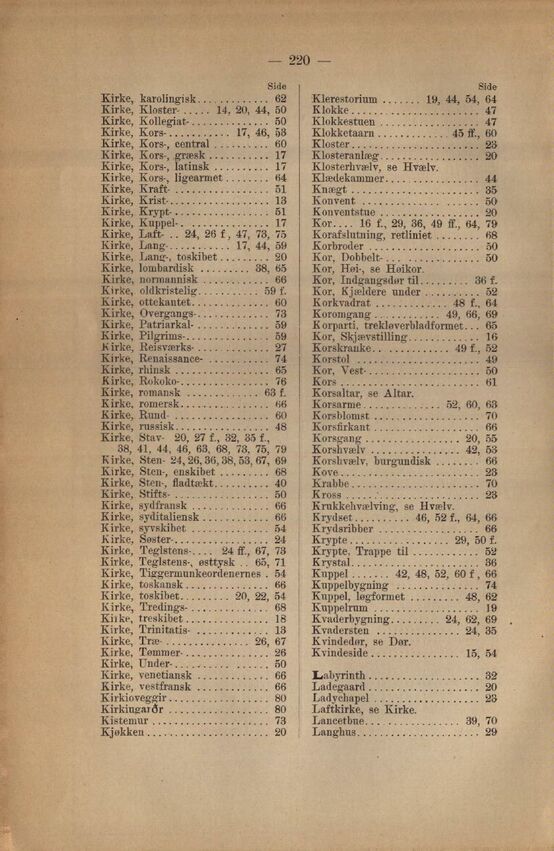 — 220 —
Side
Kirke, karolingisk............ 62
Kirke, Kloster-...... 14, 20, 44, 50
Kirke, Kollegiat-............. 50
Kirke, Kors-........... 17, 46, 53
Kirke, Kors-, central.......... 60
Kirke, Kors-, græsk.......... 17
Kirke, Kors-, latinsk.......... 17
Kirke, Kors-, ligearmet........ 64
Kirke, Kraft-................. 51
Kirke, Krist-................. 13
Kirke, Krypt-................ 51
Kirke, Kuppel-............... 17
Kirke, Laft-.. 24, 26 f., 47, 73, 75
Kirke, Lang-........... 17, 44, 59
Kirke, Lang-, toskibet......... 20
Kirke, lombardisk......... 38, 65
Kirke, normannisk............ 66
Kirke, oldkristelig........... 59 f.
Kirke, ottekantet............. 60
Kirke, Overgangs-............ 73
Kirke, Patriarkal-............ 59
Kirke, Pilgrims-.............. 59
Kirke, Reisverks-............. 27
Kirke, Renaissance-........... 74
Kirke, rhinsk................ 65
Kirke, Rokoko-............... 76
Kirke, romansk............ 63 f.
Kirke, romersk............... 66
Kirke, Rund-................ 60
Kirke, russisk................ 48
Kirke, Stav- 20, 27 f., 32, 35 f.,
38, 41, 44, 46, 63, 68, 73, 75, 79
Kirke, Sten- 24, 26, 36, 38, 53, 67, 69
Kirke, Sten-, enskibet......... 68
Kirke, Sten-, fladtækt......... 40
Kirke, Stifts-................ 50
Kirke, sydfransk............. 66
Kirke, syditaliensk........... 66
Kirke, syvskibet.............. 54
Kirke, Søster-................ 24
Kirke, Teglstens-.... 24 ff., 67, 73
Kirke, Teglstens-, østtysk.. 65, 71
Kirke, Tiggermunkeordenernes. 54
Kirke, toskansk.............. 66
Kirke, toskibet......... 20, 22, 54
Kirke, Tredings-.............. 68
Kirke, treskibet.............. 18
Kirke, Trinitatis-............. 13
Kirke, Træ-.............. 26, 67
Kirke, Tømmer-.............. 26
Kirke, Under-................ 50
Kirke, venetiansk............ 66
Kirke, vestfransk............. 66
Kirkioveggir................. 80
Kirkiugarðr.................. 80
Kistemur.................... 73
Kjøkken..................... 20
Side
Klerestorium....... 19, 44, 54, 64
Klokke...................... 47
Klokkestuen................. 47
Klokketaarn........... 45 ff., 60
Kloster...................... 23
Klosteranlæg................. 20
Klosterhvælv, se Hvælv.
Klædekammer................ 44
Knægt...................... 35
Konvent.................... 50
Konventstue................. 20
Kor.... 16 f., 29, 36, 49 ff., 64, 79
Korafslutning, retliniet........ 68
Korbroder................... 50
Kor, Dobbelt-................ 50
Kor, Høi-, se Høikor.
Kor, Indgangsdør til........ 36 f.
Kor, Kjældere under.......... 52
Korkvadrat............ 48 f., 64
Koromgang.......... 49, 66, 69
Korparti, trekløverbladformet... 65
Kor, Skjævstilling............. 16
Korskranke............. 49 f., 52
Korstol..................... 49
Kor, Vest-................... 50
Kors........................ 61
Korsaltar, se Altar.
Korsarme............. 52, 60, 63
Korsblomst.................. 70
Korsfirkant.................. 66
Korsgang................ 20, 55
Korshvælv............... 42, 53
Korshvælv, burgundisk........ 66
Kove....................... 23
Krabbe..................... 70
Kross....................... 23
Krukkehvælving, se Hvælv.
Krydset.......... 46, 52 f., 64, 66
Krydsribber................. 66
Krypte.................. 29, 50 f.
Krypte, Trappe til............ 52
Krystal..................... 36
Kuppel....... 42, 48, 52, 60 f., 66
Kuppelbygning.............. 74
Kuppel, løgformet......... 48, 62
Kuppelrum.................. 19
Kvaderbygning........ 24, 62, 69
Kvadersten.............. 24, 35
Kvindedør, se Dør.
Kvindeside............... 15, 54
Labyrinth................... 32
Ladegaard................... 20
Ladychapel.................. 23
Laftkirke, se Kirke.
Lancetbue............... 39, 70
Langhus.................... 29